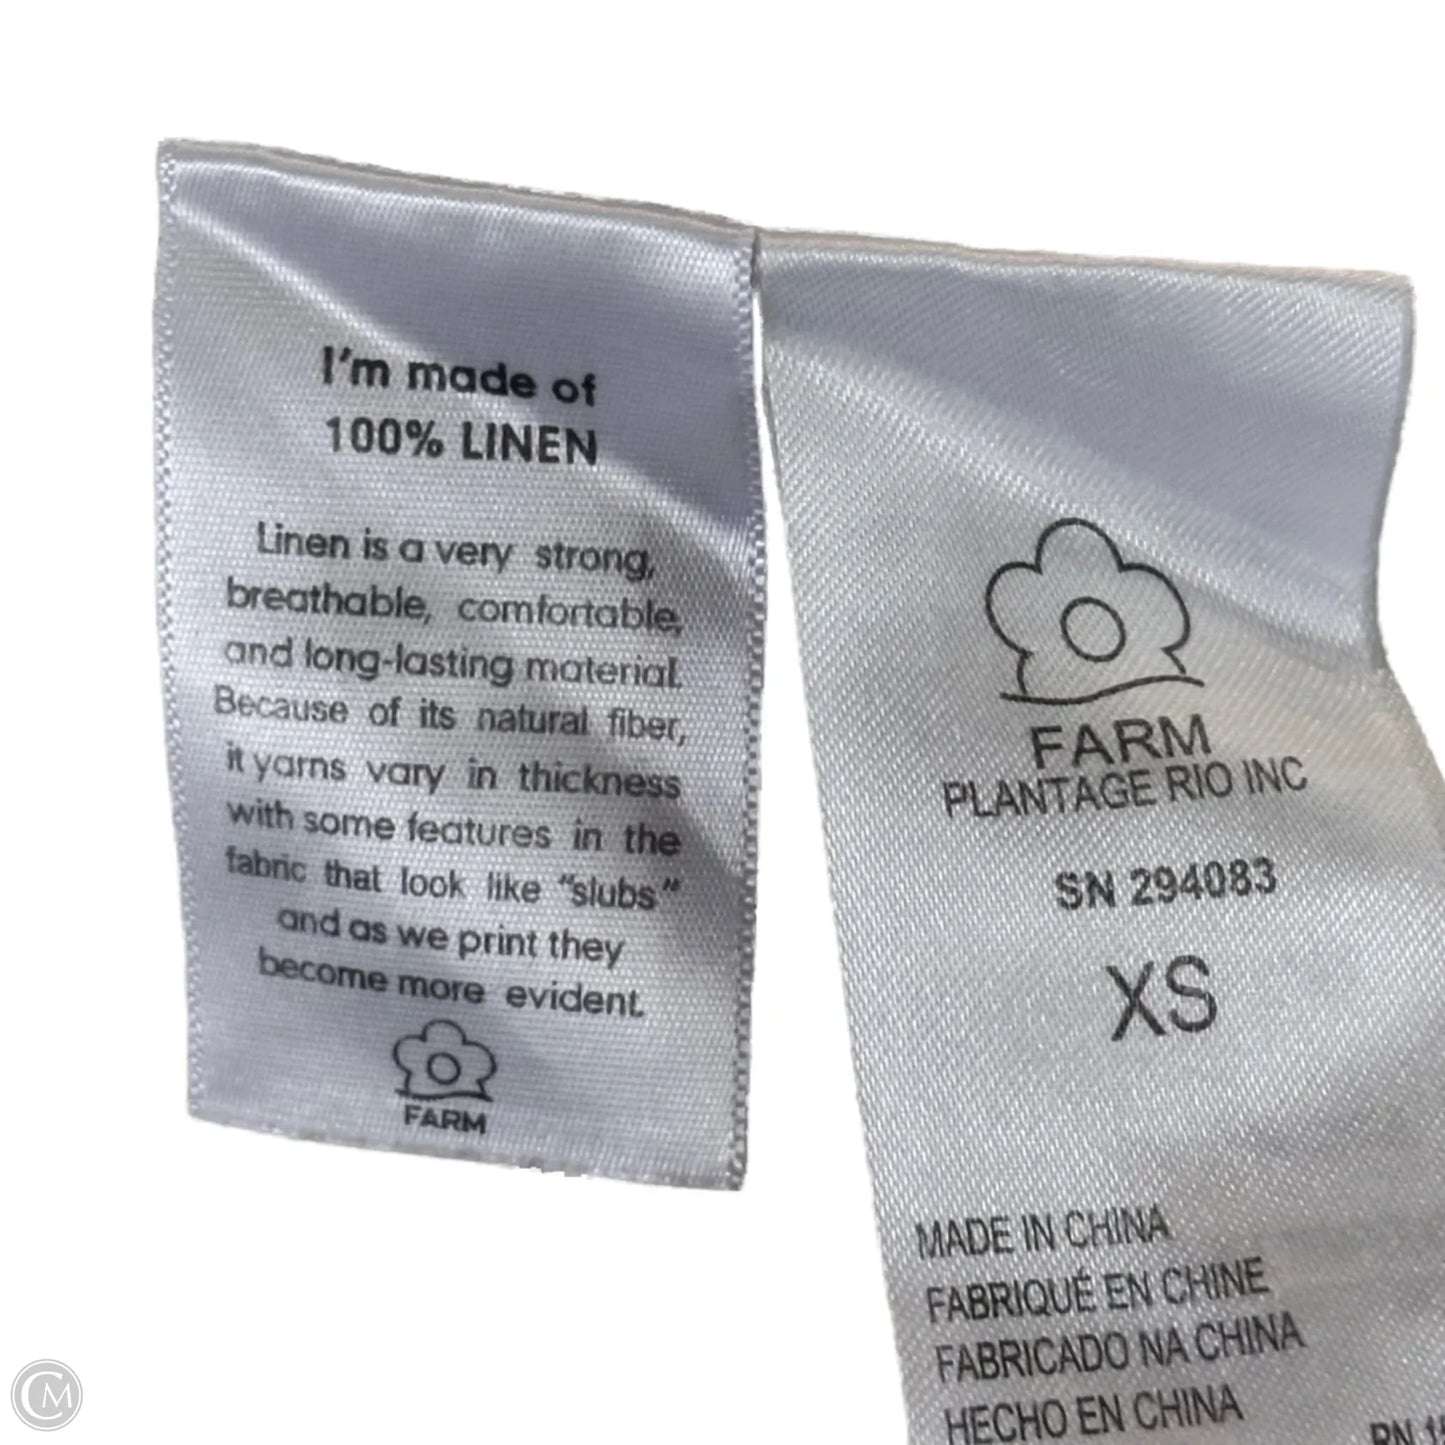 I'm made of
100% LINEN
Linen is a very strong,
breathable, comfortable,
and long-lasting material.
Because of its natural fiber,
it yarns vary in thickness
with some features in the
fabric that look like "slubs"
and as we print they
become more evident.
FARM
FARM
PLANTAGE RIO INC
SN 294083
XS
MADE IN CHINA
FABRIQUÉ EN CHINE
FABRICADO NA CHINA
HECHO EN CHINA
RN
CM